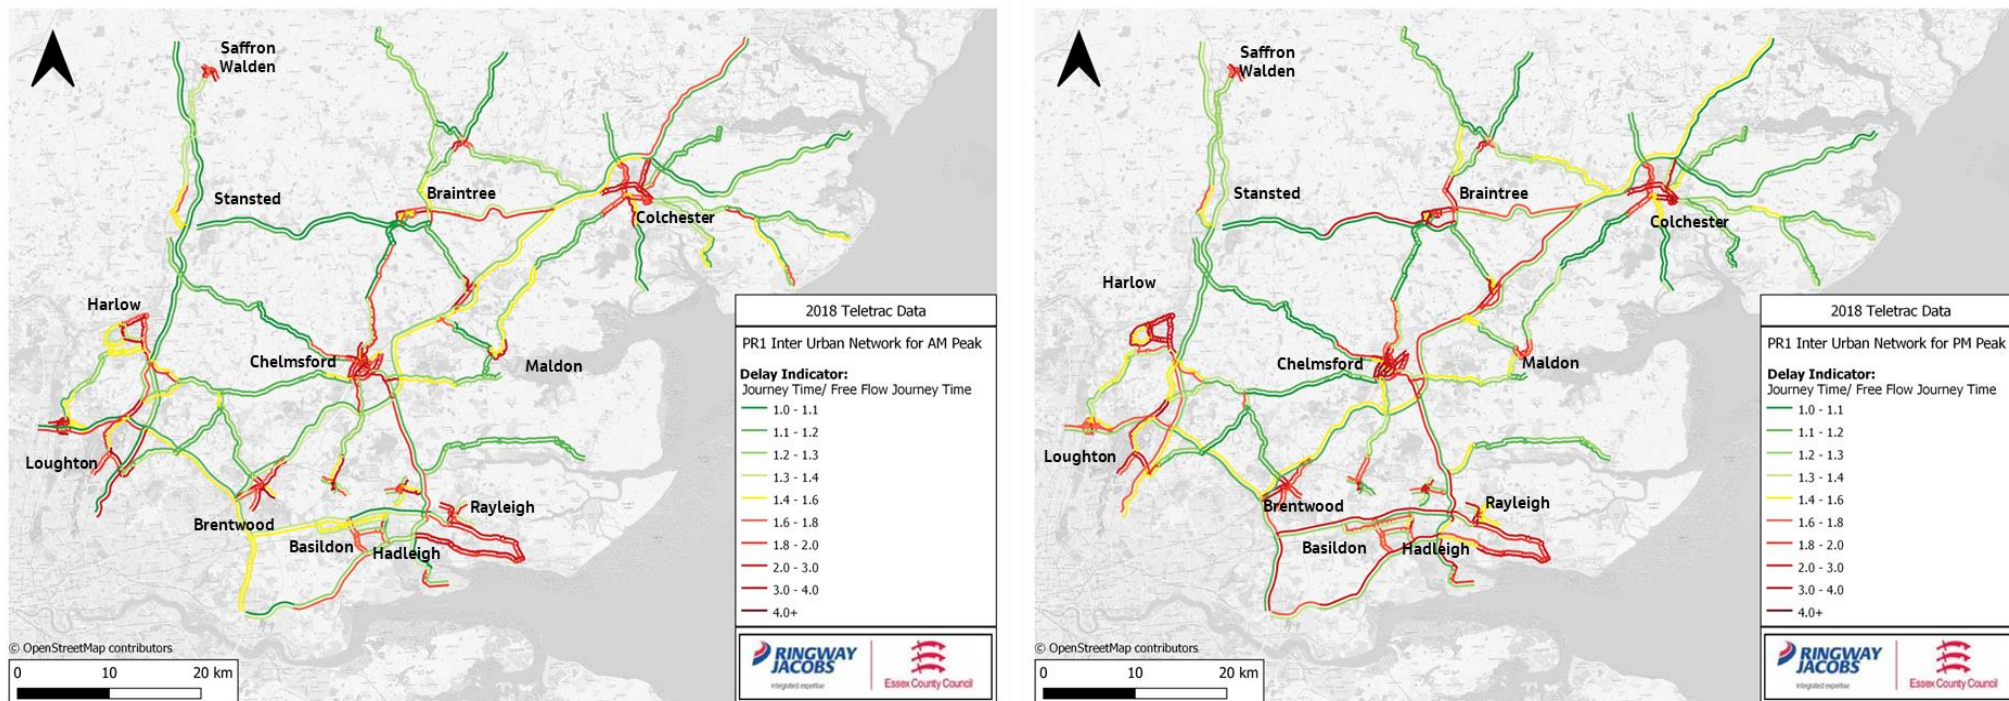 Saffron
Walden
Stansted
Braintree
Colchester
Harlow
Chelmsford
Maldon
Loughton
Brentwood
Rayleigh
Basildon
Hadleigh
2018 Teletrac Data
PR1 Inter Urban Network for AM Peak
Delay Indicator:
Journey Time/ Free Flow Journey Time
1.0 - 1.1
1.1 - 1.2
1.2 - 1.3
1.3 - 1.4
1.4 - 1.6
1.6 - 1.8
1.8 - 2.0
2.0 - 3.0
3.0 - 4.0
4.0+
© OpenStreetMap contributors
0 10 20 km
RINGWAY
JACOBS
integrated expertise
Essex County Council
Saffron
Walden
Stansted
Braintree
Colchester
Harlow
Chelmsford
Maldon
Loughton
Brentwood
Rayleigh
Basildon
Hadleigh
2018 Teletrac Data
PR1 Inter Urban Network for PM Peak
Delay Indicator:
Journey Time/ Free Flow Journey Time
1.0 - 1.1
1.1 - 1.2
1.2 - 1.3
1.3 - 1.4
1.4 - 1.6
1.6 - 1.8
1.8 - 2.0
2.0 - 3.0
3.0 - 4.0
4.0+
© OpenStreetMap contributors
0 10 20 km
RINGWAY
JACOBS
integrated expertise
Essex County Council